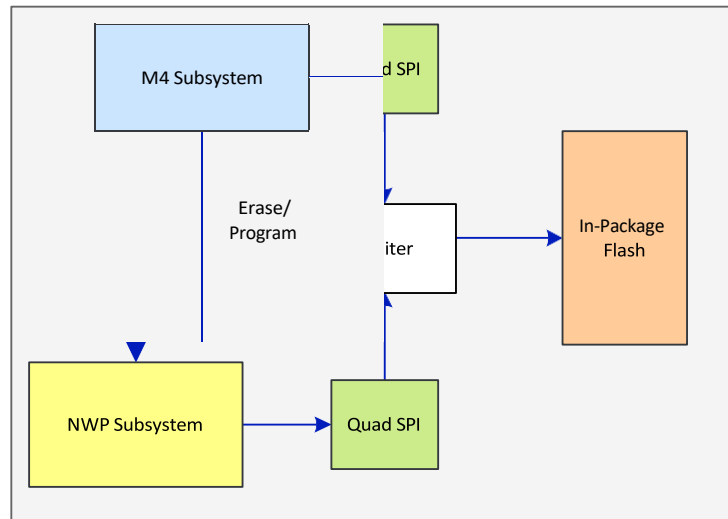 M4 Subsystem
d SPI
Erase/
Program
iter
In-Package
Flash
NWP Subsystem
Quad SPI